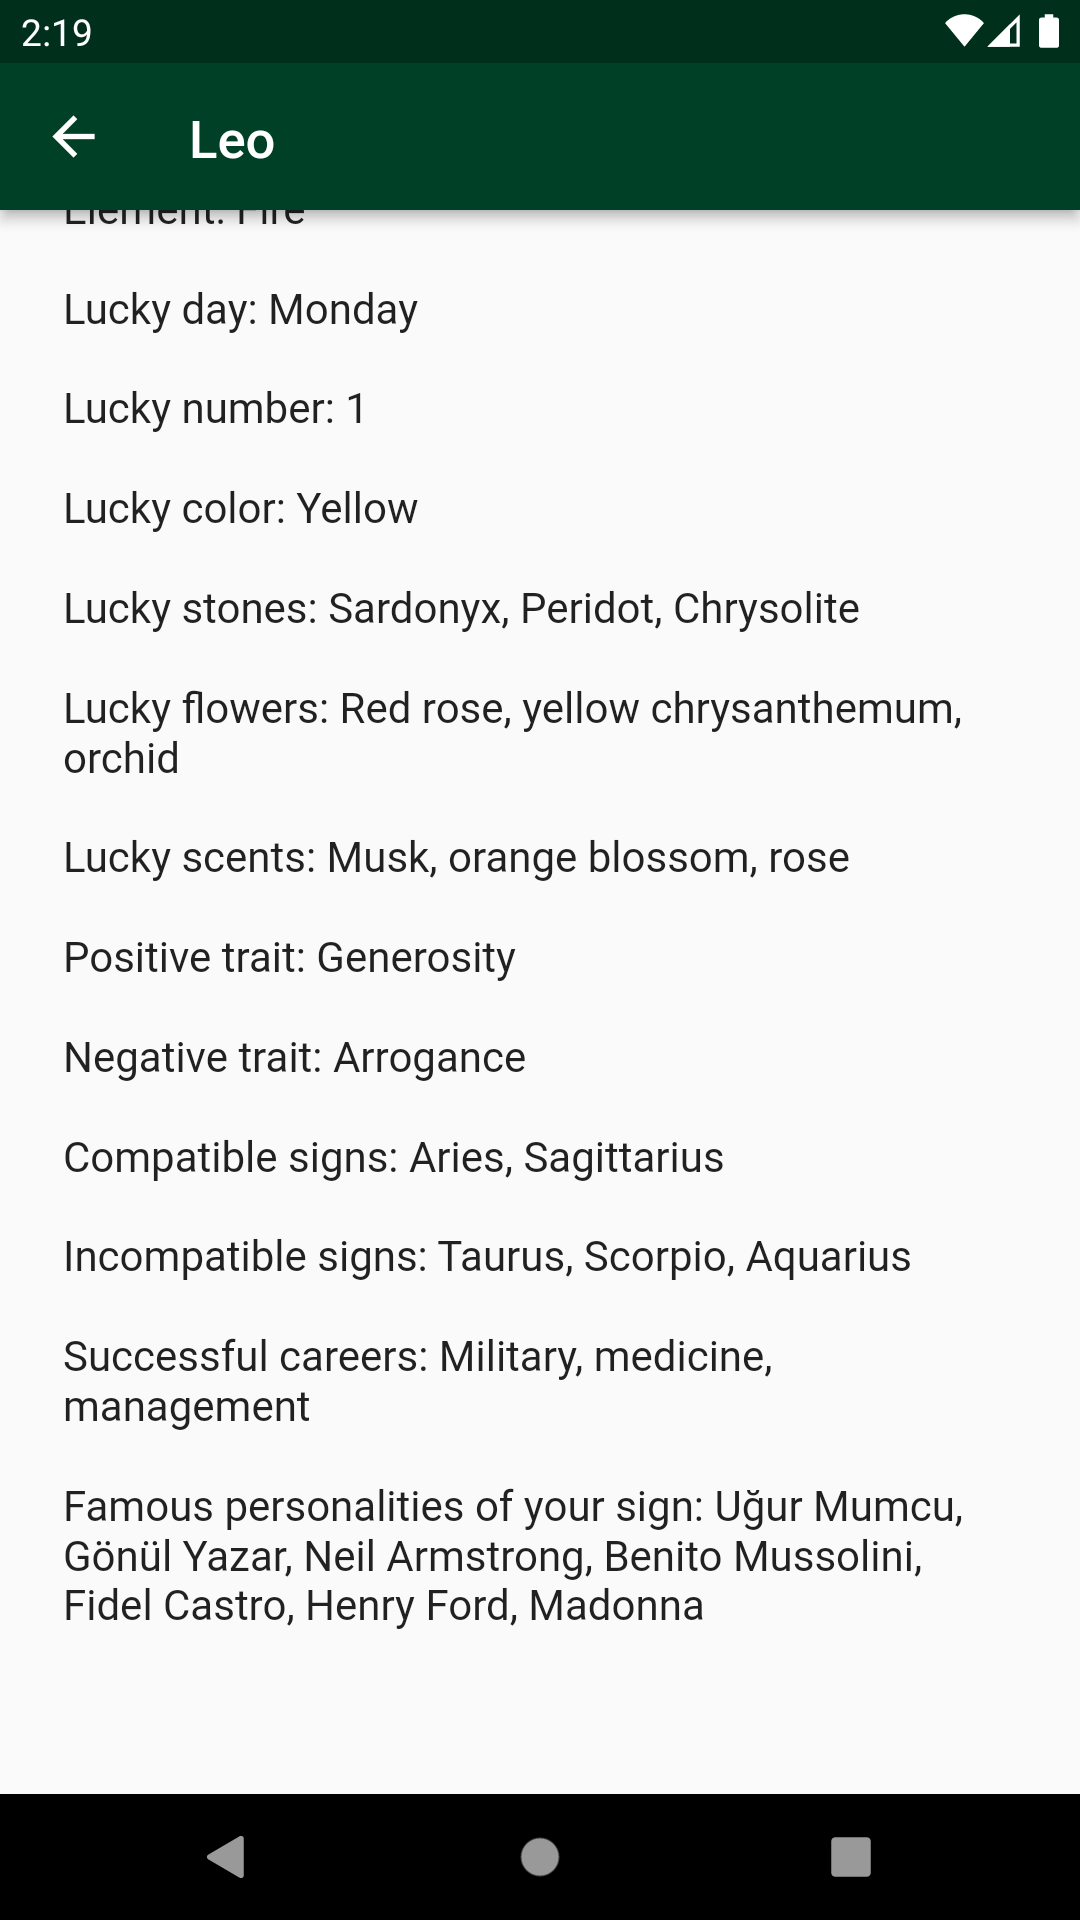 2:19
Leo
Element: Fire
Lucky day: Monday
Lucky number: 1
Lucky color: Yellow
Lucky stones: Sardonyx, Peridot, Chrysolite
Lucky flowers: Red rose, yellow chrysanthemum,
orchid
Lucky scents: Musk, orange blossom, rose
Positive trait: Generosity
Negative trait: Arrogance
Compatible signs: Aries, Sagittarius
Incompatible signs: Taurus, Scorpio, Aquarius
Successful careers: Military, medicine,
management
Famous personalities of your sign: Uğur Mumcu,
Gönül Yazar, Neil Armstrong, Benito Mussolini,
Fidel Castro, Henry Ford, Madonna